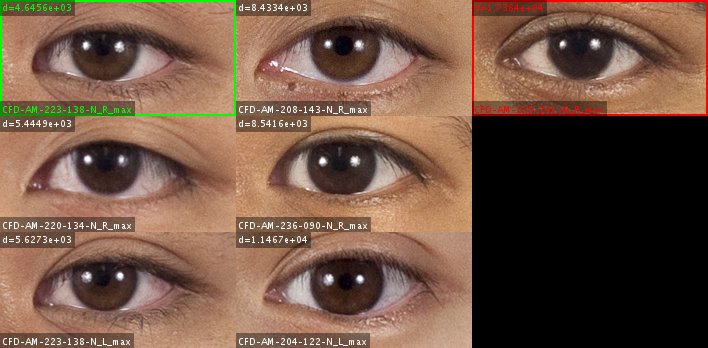 d=4.6456e+03
CFD-AM-223-138-N_R_max
d=5.4449e+03
CFD-AM-220-134-N_R_max
d=5.6273e+03
CFD-AM-223-138-N_L_max
d=8.4334e+03
CFD-AM-208-143-N_R_max
d=8.5416e+03
CFD-AM-236-090-N_R_max
d=1.1467e+04
CFD-AM-204-122-N_L_max